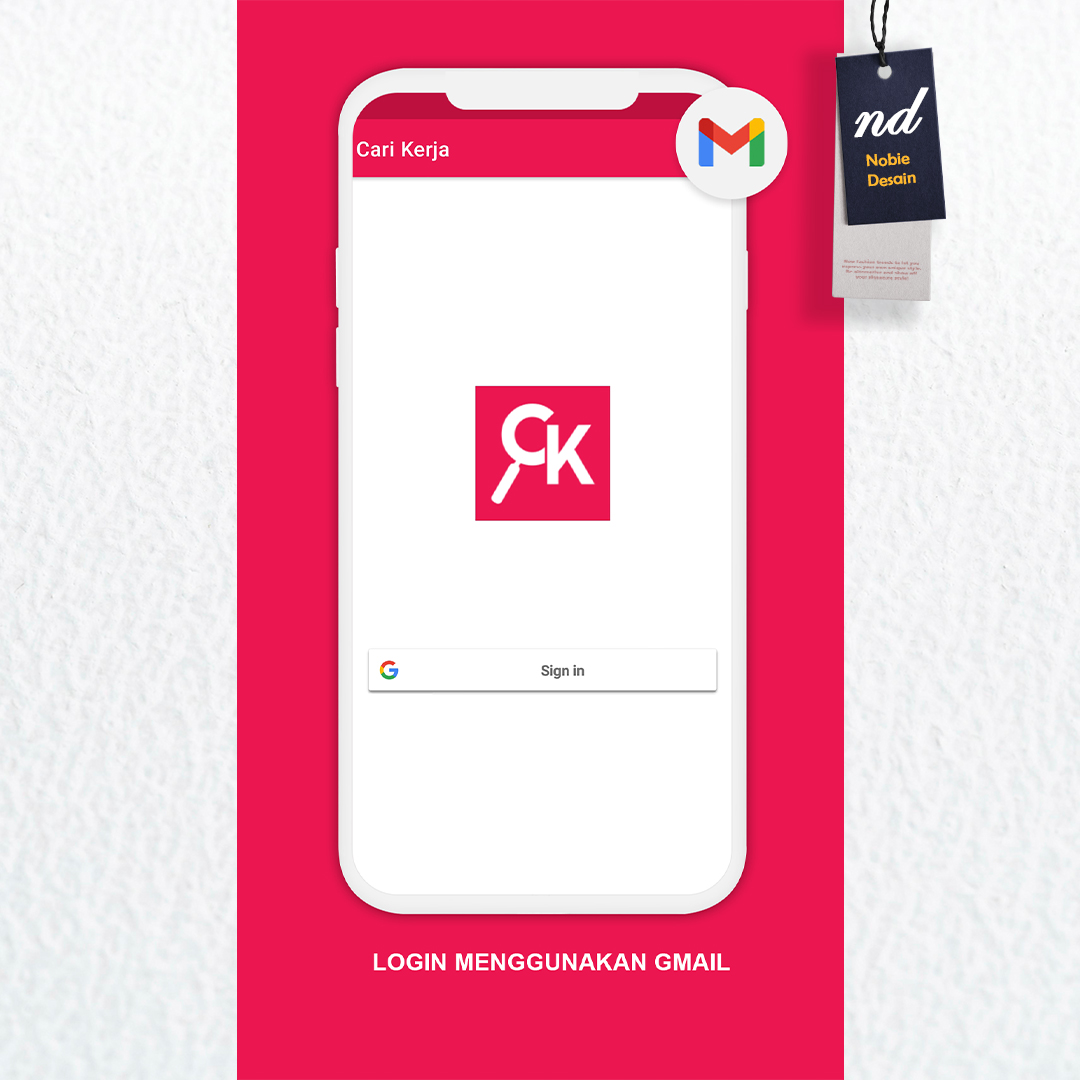 Cari Kerja
nd
Nobie
Desain
CK
Sign in
LOGIN MENGGUNAKAN GMAIL